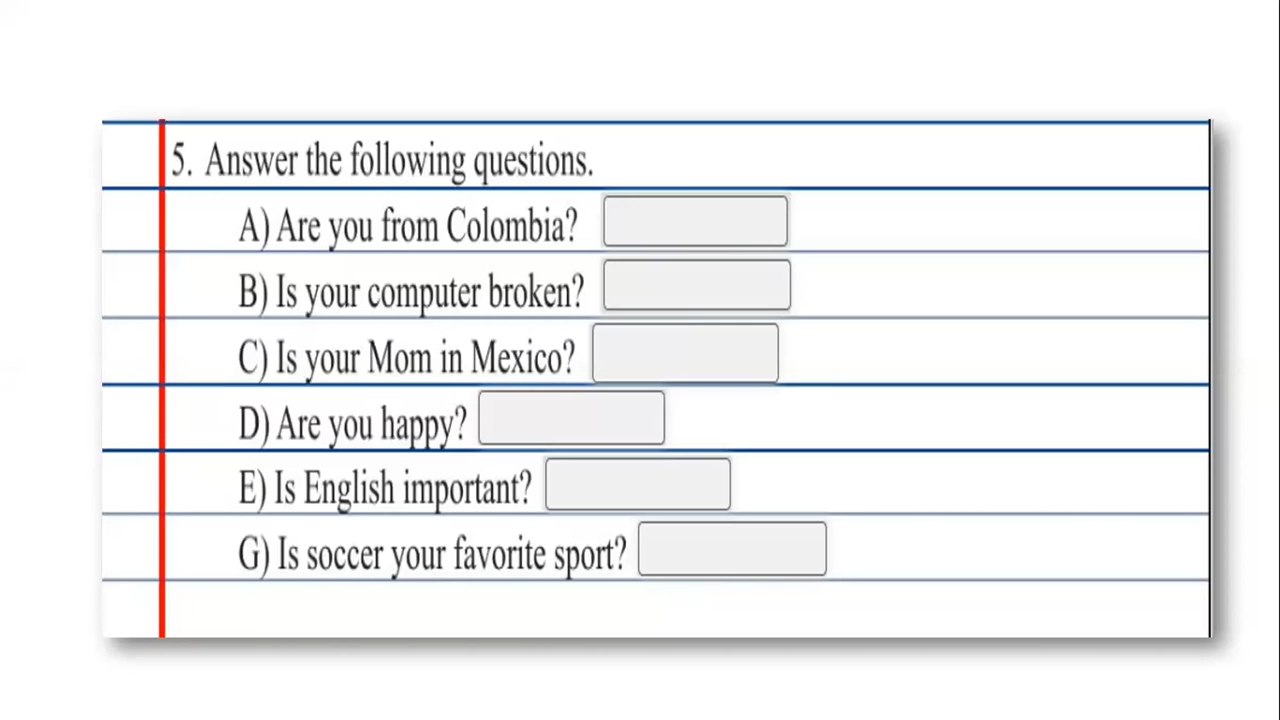 5. Answer the following questions.
A) Are you from Colombia?
B) Is your computer broken?
C) Is your Mom in Mexico?
D) Are you happy?
E) Is English important?
G) Is soccer your favorite sport?